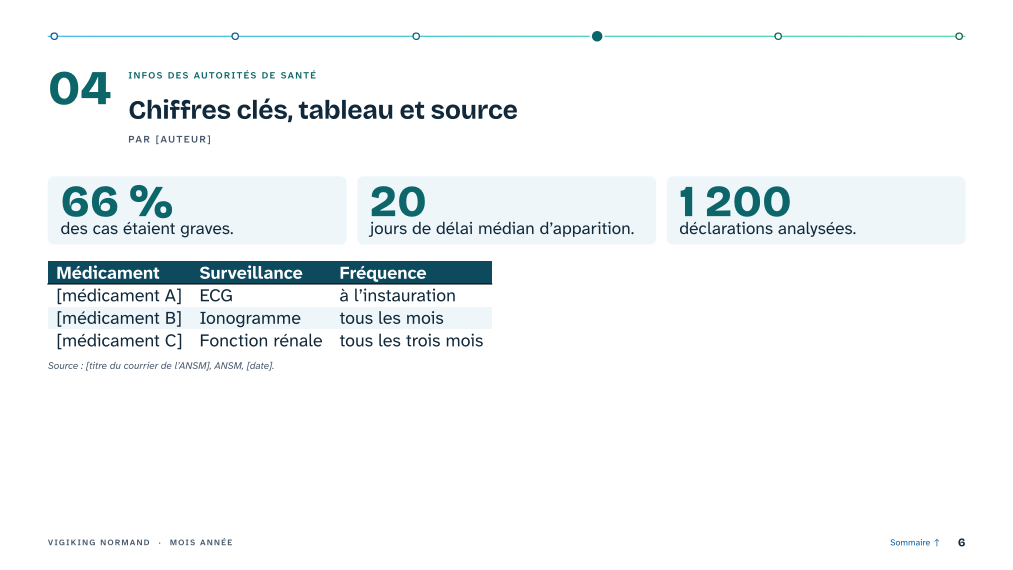 04
INFOS DES AUTORITÉS DE SANTÉ
Chiffres clés, tableau et source
PAR [AUTEUR]
66 %
des cas étaient graves.
20
jours de délai médian d’apparition.
1 200
déclarations analysées.
Médicament Surveillance Fréquence
[médicament A] ECG à l’instauration
[médicament B] Ionogramme tous les mois
[médicament C] Fonction rénale tous les trois mois
Source : [titre du courrier de l’ANSM], ANSM, [date].
VIGIKING NORMAND · MOIS ANNÉE
Sommaire ↑ 6